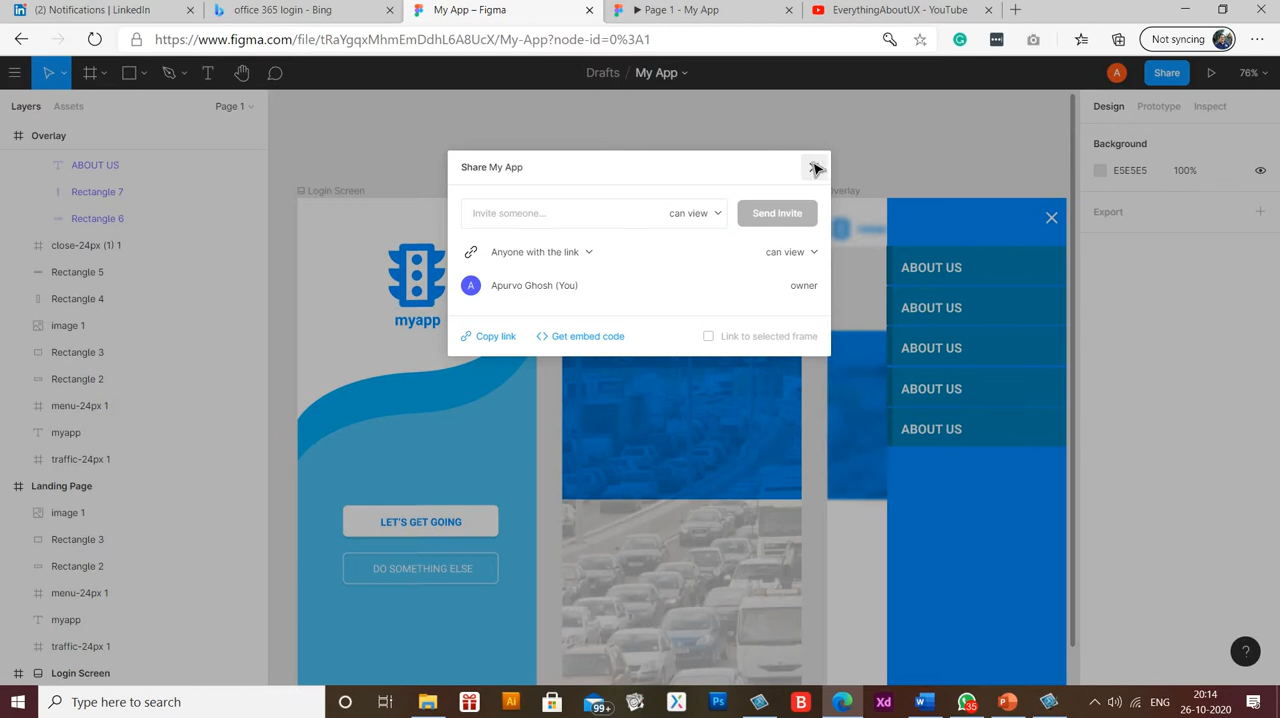 (2) Notifications | LinkedIn
office 365 login - Bing
My App – Figma
Page 1 - My App
EverythingAboutUX - YouTube
https://www.figma.com/file/tRaYgqxMhmEmDdhL6A8UcX/My-App?node-id=0%3A1
Not syncing
Drafts / My App
A
Share
76%
Layers
Assets
Page 1
Design
Prototype
Inspect
Overlay
ABOUT US
Rectangle 7
Rectangle 6
close-24px (1) 1
Rectangle 5
Rectangle 4
image 1
Rectangle 3
Rectangle 2
menu-24px 1
myapp
traffic-24px 1
Landing Page
image 1
Rectangle 3
Rectangle 2
menu-24px 1
myapp
traffic-24px 1
Login Screen
Login Screen
myapp
LET'S GET GOING
DO SOMETHING ELSE
Share My App
Invite someone...
can view
Send Invite
Anyone with the link
can view
A
Apurvo Ghosh (You)
owner
Copy link
Get embed code
Link to selected frame
ABOUT US
ABOUT US
ABOUT US
ABOUT US
ABOUT US
Background
E5E5E5
100%
Export
?
Type here to search
Ai
99+
Ps
B
Xd
35
ENG
20:14
26-10-2020